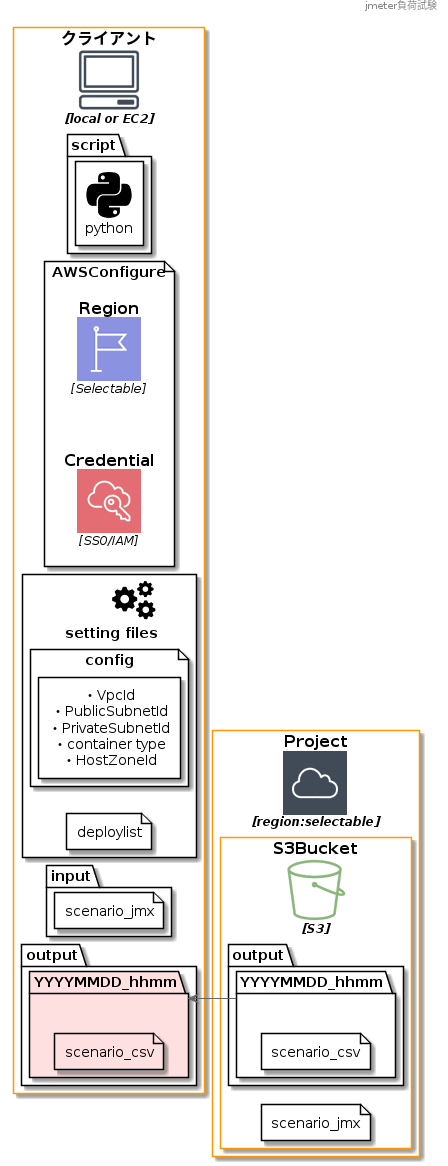 jmeter負荷試験
クライアント
[local or EC2]
script
python
AWSConfigure
Region
[Selectable]
Credential
[SSO/IAM]
setting files
config
• VpcId
• PublicSubnetId
• PrivateSubnetId
• container type
• HostZoneId
deploylist
input
scenario_jmx
output
YYYYMMDD_hhmm
scenario_csv
Project
[region:selectable]
S3Bucket
[S3]
output
YYYYMMDD_hhmm
scenario_csv
scenario_jmx